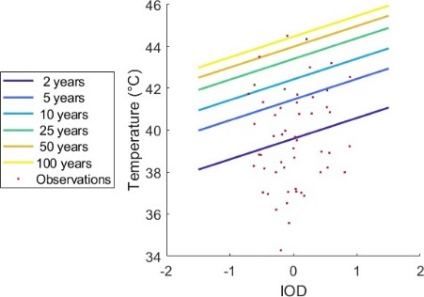 46
44
42
40
38
36
34
Temperature (°C)
-2
-1
0
1
2
IOD
2 years
5 years
10 years
25 years
50 years
100 years
Observations